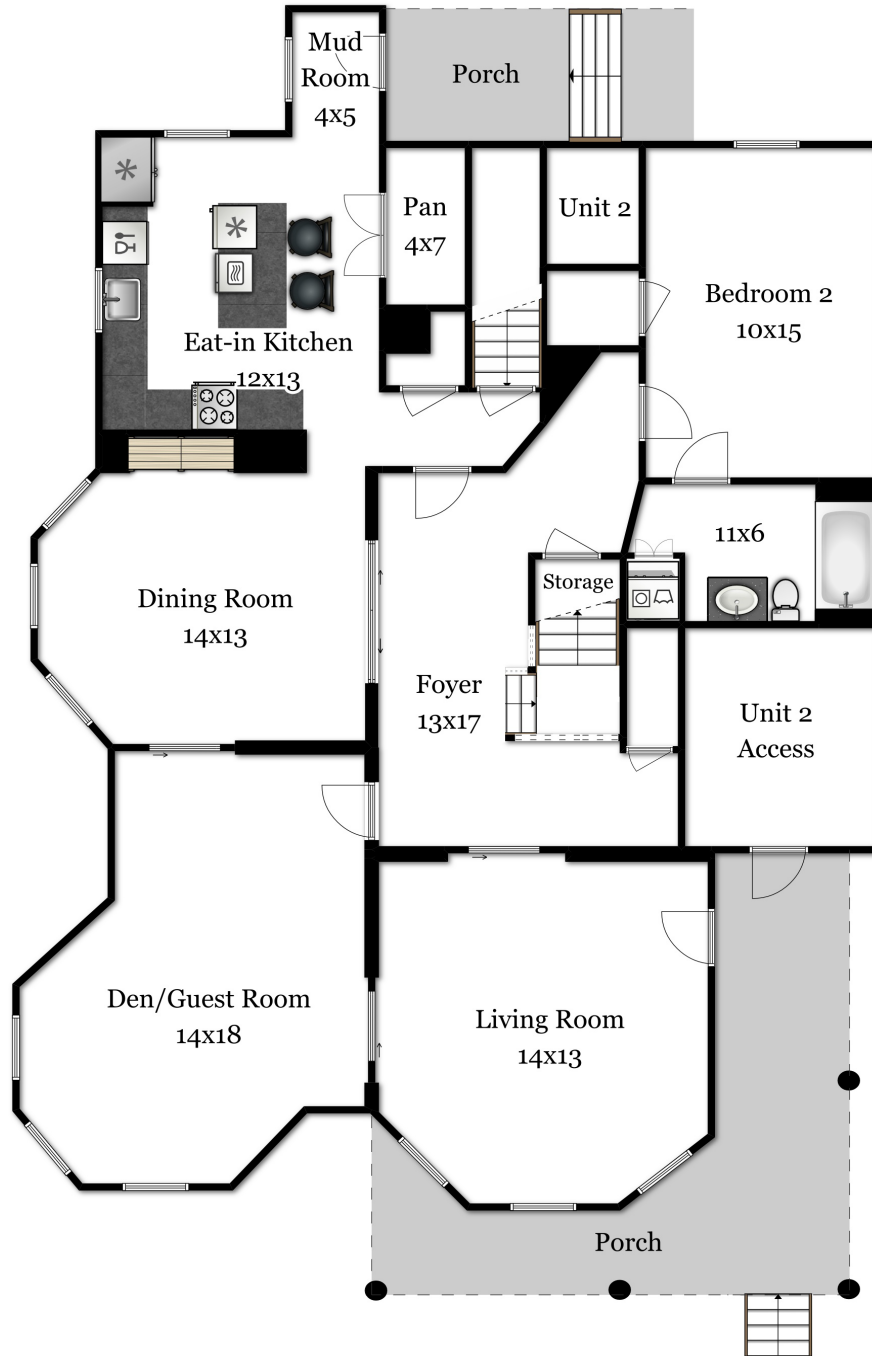 Mud
Room
4x5
Porch
Pan
4x7
Unit 2
Bedroom 2
10x15
Eat-in Kitchen
12x13
11x6
Storage
Dining Room
14x13
Foyer
13x17
Unit 2
Access
Den/Guest Room
14x18
Living Room
14x13
Porch